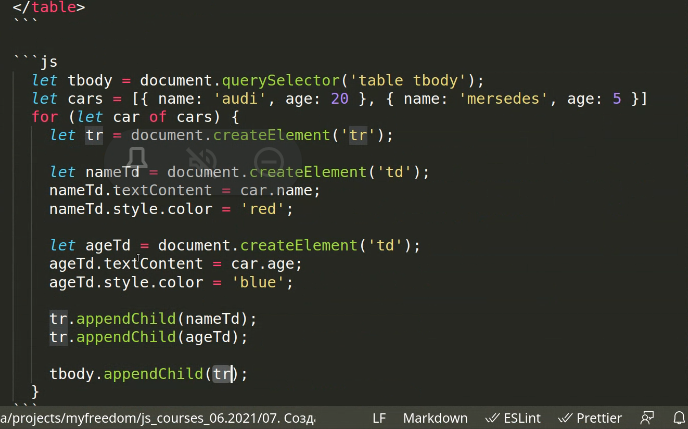 </table>
```
```js
let tbody = document.querySelector('table tbody');
let cars = [{ name: 'audi', age: 20 }, { name: 'mersedes', age: 5 }]
for (let car of cars) {
let tr = document.createElement('tr');
let nameTd = document.createElement('td');
nameTd.textContent = car.name;
nameTd.style.color = 'red';
let ageTd = document.createElement('td');
ageTd.textContent = car.age;
ageTd.style.color = 'blue';
tr.appendChild(nameTd);
tr.appendChild(ageTd);
tbody.appendChild(tr);
}
```
a/projects/myfreedom/js_courses_06.2021/07. Созда LF Markdown ESLint Prettier